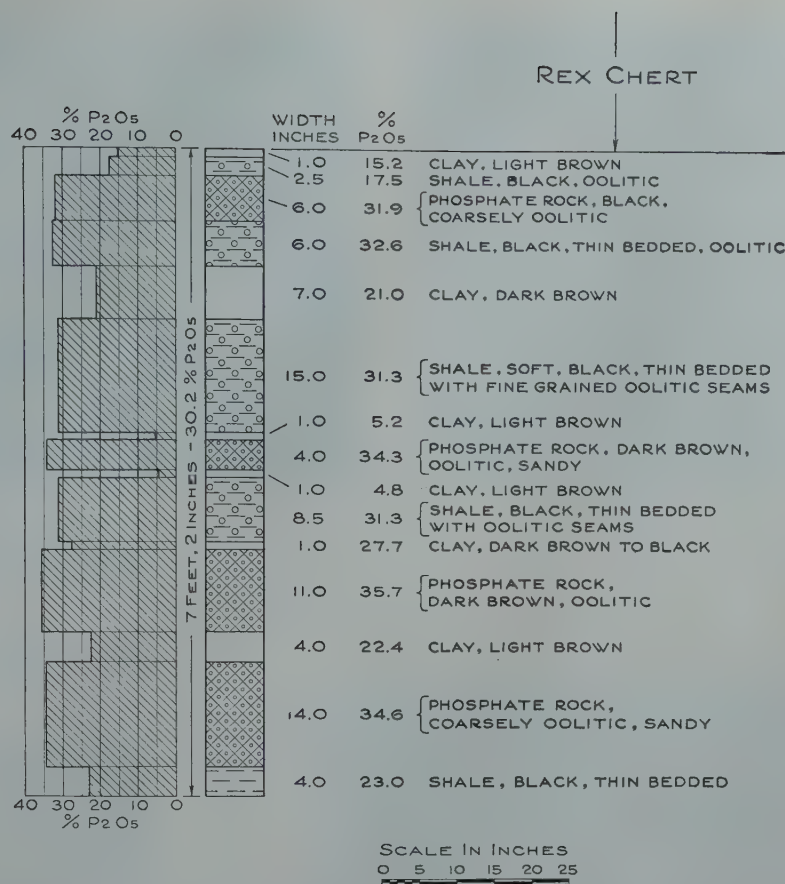 REX CHERT
% P2O5
40 30 20 10 0
WIDTH INCHES % P2O5
1.0 15.2 CLAY, LIGHT BROWN
2.5 17.5 SHALE, BLACK, OOLITIC
6.0 31.9 PHOSPHATE ROCK, BLACK,
COARSELY OOLITIC
6.0 32.6 SHALE, BLACK, THIN BEDDED, OOLITIC
7.0 21.0 CLAY, DARK BROWN
15.0 31.3 SHALE, SOFT, BLACK, THIN BEDDED
WITH FINE GRAINED OOLITIC SEAMS
1.0 5.2 CLAY, LIGHT BROWN
4.0 34.3 PHOSPHATE ROCK, DARK BROWN,
OOLITIC, SANDY
1.0 4.8 CLAY, LIGHT BROWN
8.5 31.3 SHALE, BLACK, THIN BEDDED
WITH OOLITIC SEAMS
1.0 27.7 CLAY, DARK BROWN TO BLACK
11.0 35.7 PHOSPHATE ROCK,
DARK BROWN, OOLITIC
4.0 22.4 CLAY, LIGHT BROWN
14.0 34.6 PHOSPHATE ROCK,
COARSELY OOLITIC, SANDY
4.0 23.0 SHALE, BLACK, THIN BEDDED
7 FEET, 2 INCHES - 30.2 % P2O5
40 30 20 10 0
% P2O5
SCALE IN INCHES
0 5 10 15 20 25